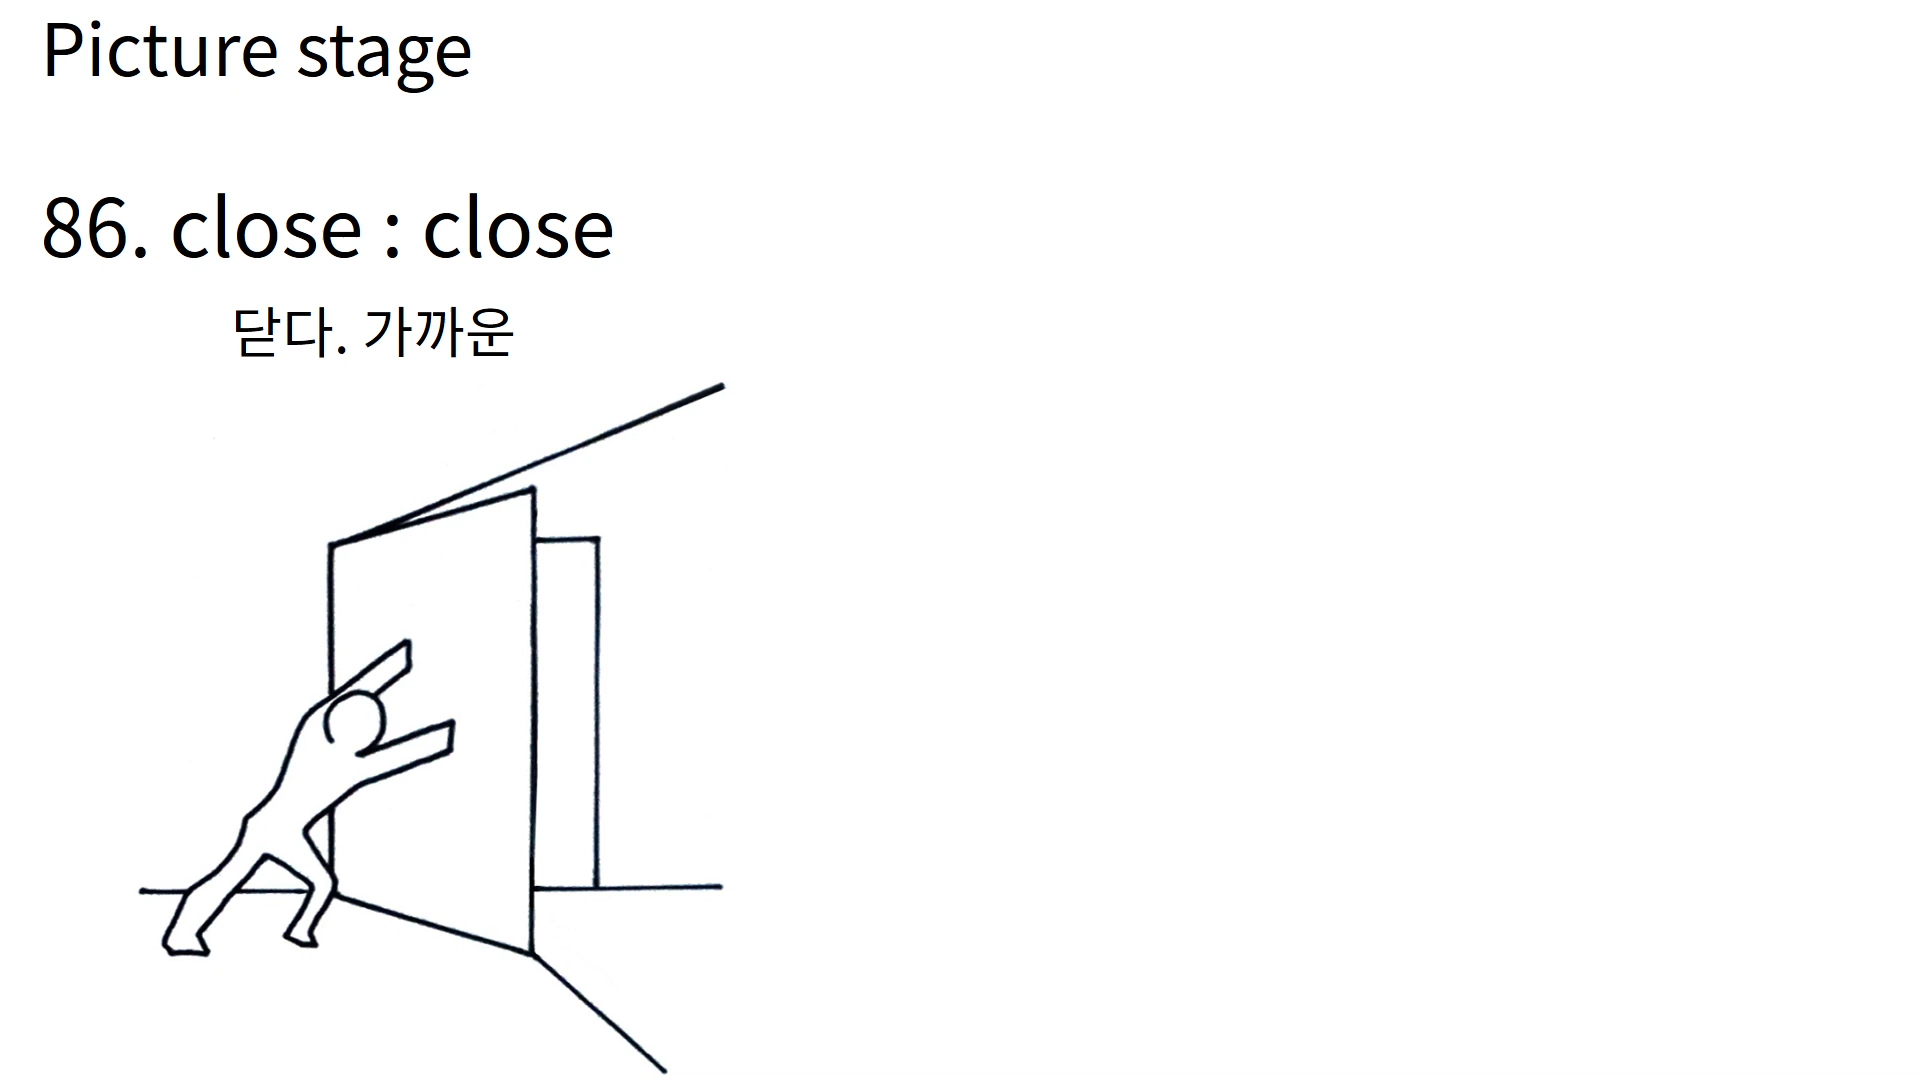 Picture stage
86. close : close
닫다. 가까운